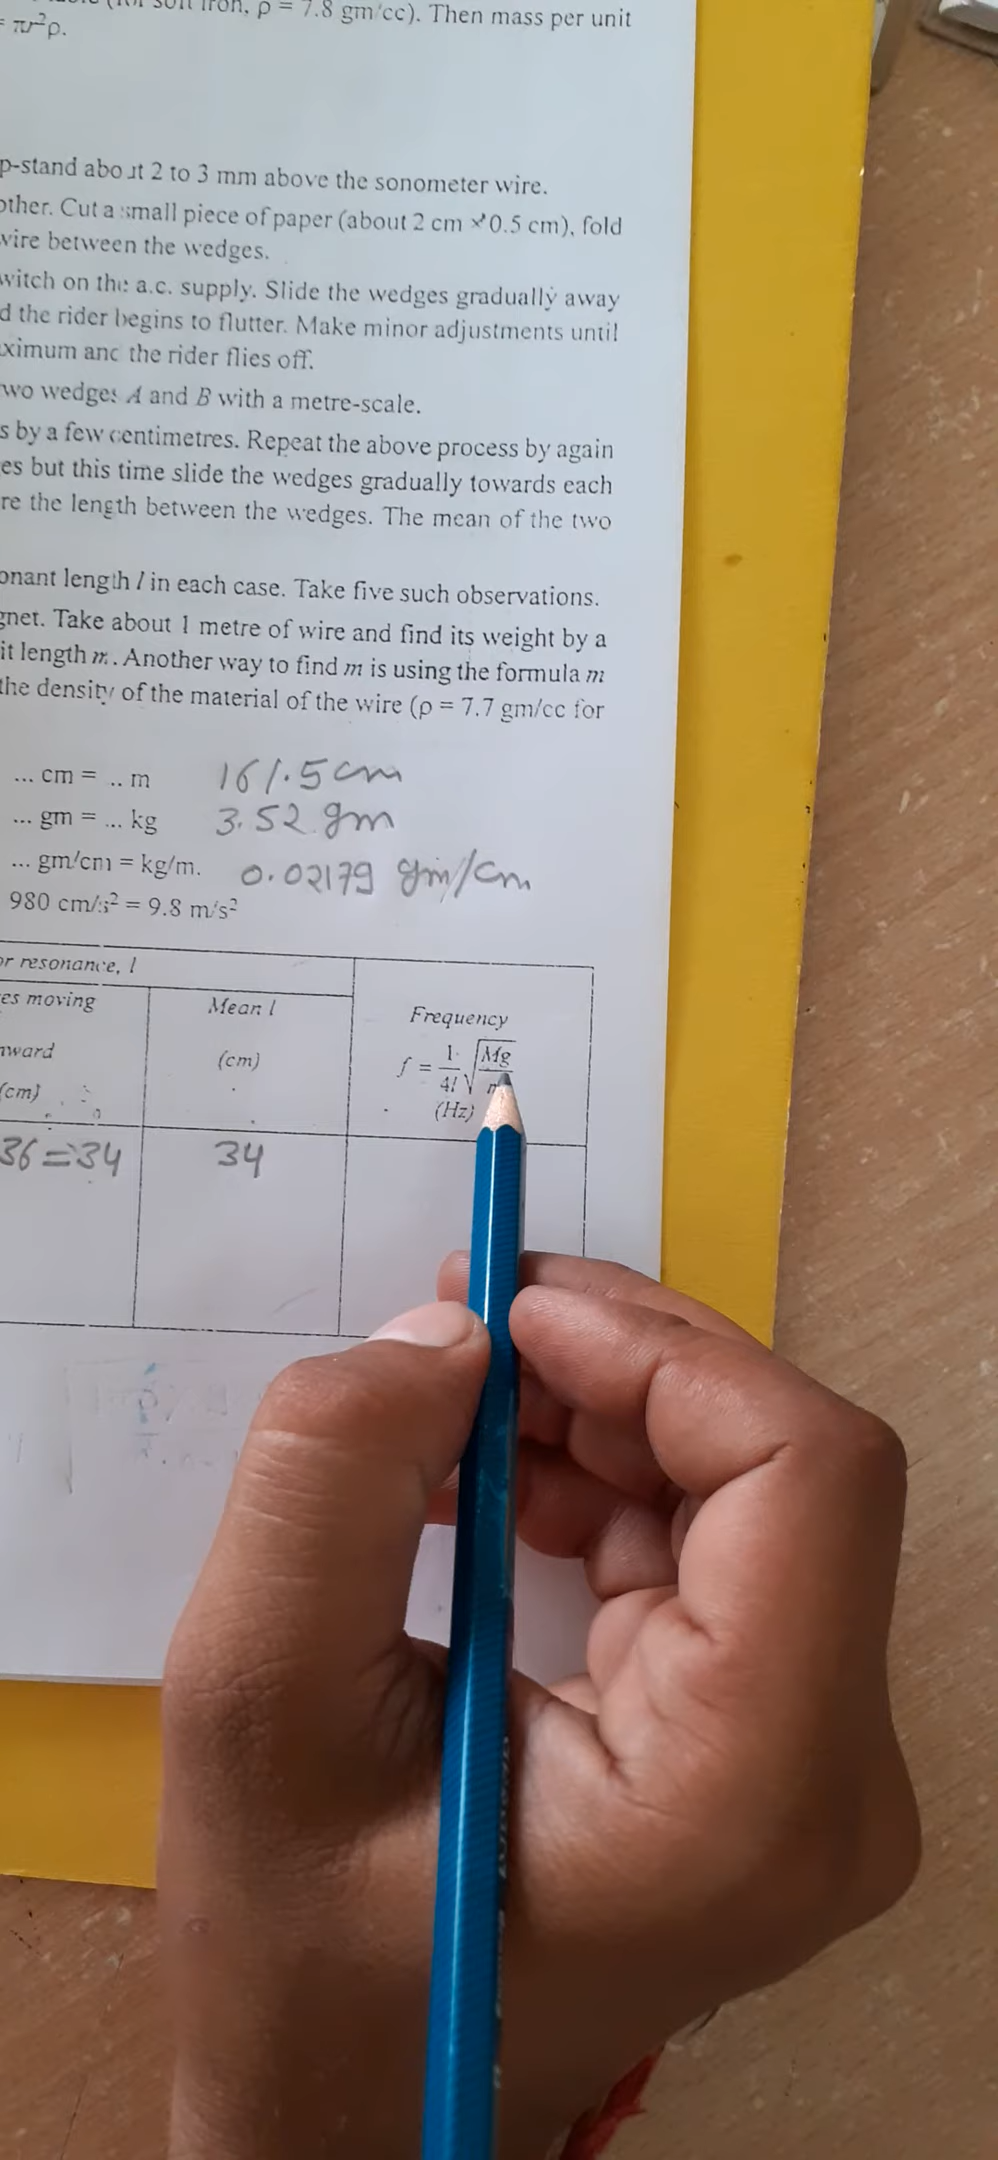 (for soft iron, ρ = 7.8 gm/cc). Then mass per unit
= πr²ρ.
p-stand about 2 to 3 mm above the sonometer wire.
other. Cut a small piece of paper (about 2 cm × 0.5 cm), fold
wire between the wedges.
witch on the a.c. supply. Slide the wedges gradually away
d the rider begins to flutter. Make minor adjustments until
ximum and the rider flies off.
two wedges A and B with a metre-scale.
s by a few centimetres. Repeat the above process by again
es but this time slide the wedges gradually towards each
re the length between the wedges. The mean of the two
onant length l in each case. Take five such observations.
gnet. Take about 1 metre of wire and find its weight by a
it length m. Another way to find m is using the formula m
the density of the material of the wire (ρ = 7.7 gm/cc for
... cm = .. m 161.5 cm
... gm = ... kg 3.52 gm
... gm/cm = kg/m. 0.02179 gm/cm
980 cm/s² = 9.8 m/s²
or resonance, l
es moving Mean l Frequency
nward (cm) f = 1/4l √Mg/
(cm) (Hz)
36 = 34 34